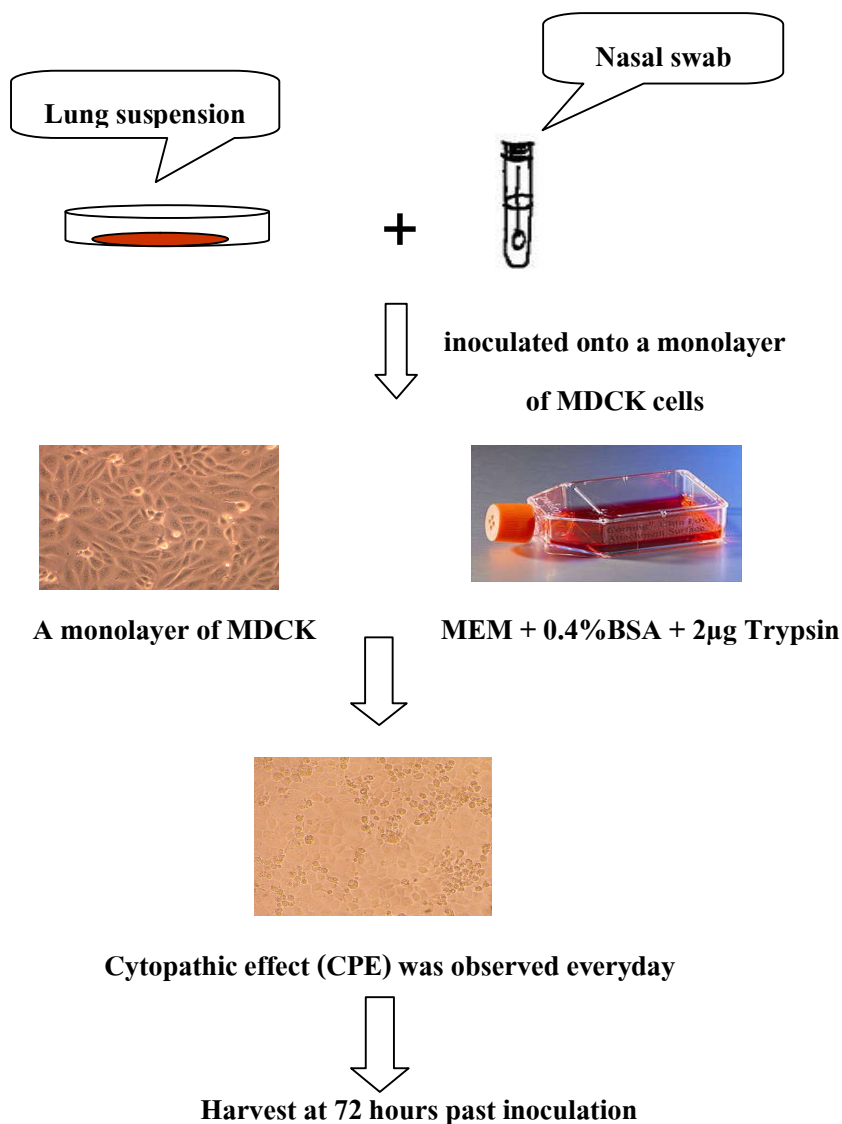 Nasal swab
Lung suspension
+
inoculated onto a monolayer
of MDCK cells
A monolayer of MDCK
MEM + 0.4%BSA + 2µg Trypsin
Cytopathic effect (CPE) was observed everyday
Harvest at 72 hours past inoculation